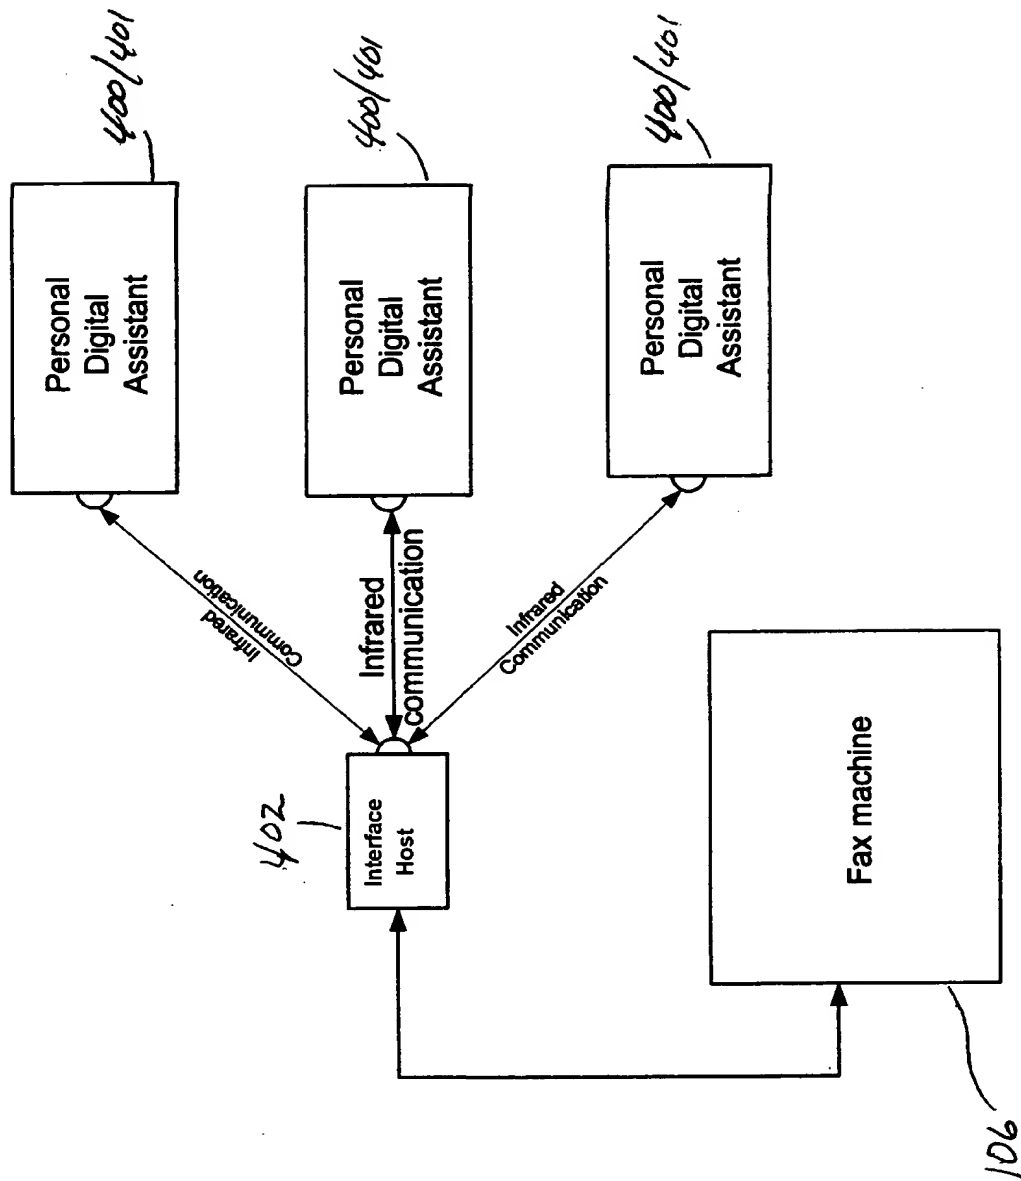 400/401
Personal
Digital
Assistant
400/401
Personal
Digital
Assistant
400/401
Personal
Digital
Assistant
Infrared
Communication
Infrared
communication
Infrared
Communication
402
Interface
Host
Fax machine
106